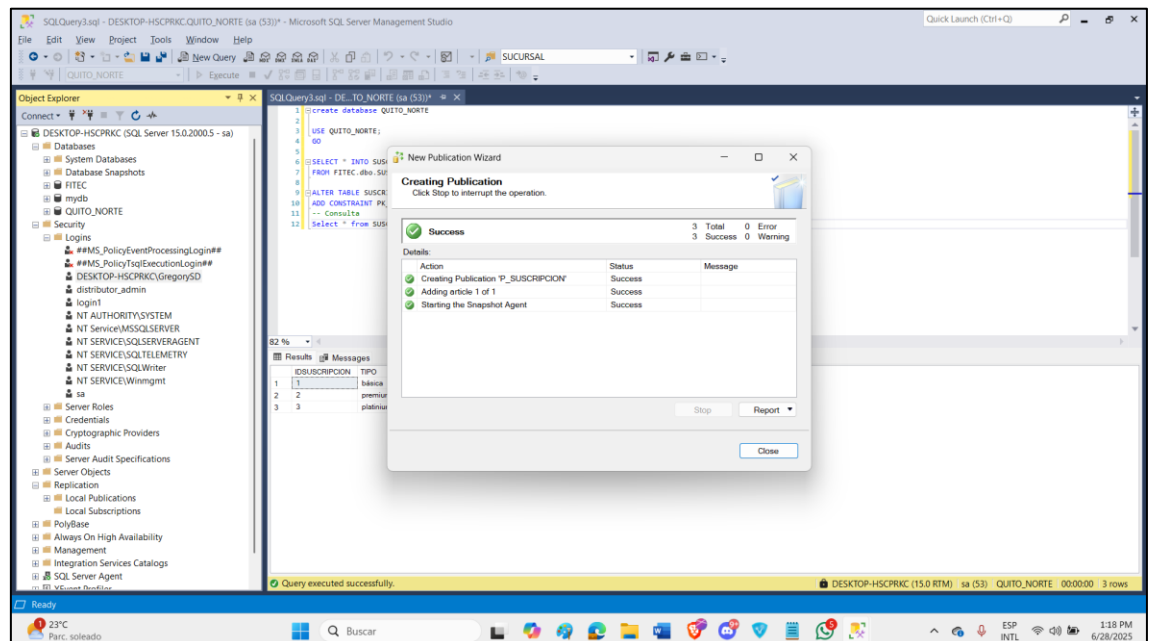 SQLQuery3.sql - DESKTOP-HSCPRKC.QUITO_NORTE (sa (53))* - Microsoft SQL Server Management Studio
Quick Launch (Ctrl+Q)
File Edit View Project Tools Window Help
New Query
SUCURSAL
QUITO_NORTE
Execute
Object Explorer
SQLQuery3.sql - DE...TO_NORTE (sa (53))*
Connect
DESKTOP-HSCPRKC (SQL Server 15.0.2000.5 - sa)
Databases
System Databases
Database Snapshots
FITEC
mydb
QUITO_NORTE
Security
Logins
##MS_PolicyEventProcessingLogin##
##MS_PolicyTsqlExecutionLogin##
DESKTOP-HSCPRKC\GregorySD
distributor_admin
login1
NT AUTHORITY\SYSTEM
NT Service\MSSQLSERVER
NT SERVICE\SQLSERVERAGENT
NT SERVICE\SQLTELEMETRY
NT SERVICE\SQLWriter
NT SERVICE\Winmgmt
sa
Server Roles
Credentials
Cryptographic Providers
Audits
Server Audit Specifications
Server Objects
Replication
Local Publications
Local Subscriptions
PolyBase
Always On High Availability
Management
Integration Services Catalogs
SQL Server Agent
XEvent Profiler
1 create database QUITO_NORTE
2
3 USE QUITO_NORTE;
4 GO
5
6 SELECT * INTO SUS
7 FROM FITEC.dbo.SU
8
9 ALTER TABLE SUSCR
10 ADD CONSTRAINT PK
11 -- Consulta
12 Select * from SUS
82 %
Results Messages
IDSUSCRIPCION TIPO
1 1 básica
2 2 premiu
3 3 platiniu
New Publication Wizard
Creating Publication
Click Stop to interrupt the operation.
Success
3 Total 0 Error
3 Success 0 Warning
Details:
Action Status Message
Creating Publication 'P_SUSCRIPCION' Success
Adding article 1 of 1 Success
Starting the Snapshot Agent Success
Stop Report
Close
Query executed successfully.
DESKTOP-HSCPRKC (15.0 RTM) sa (53) QUITO_NORTE 00:00:00 3 rows
Ready
1
23°C
Parc. soleado
Buscar
ESP
INTL
1:18 PM
6/28/2025